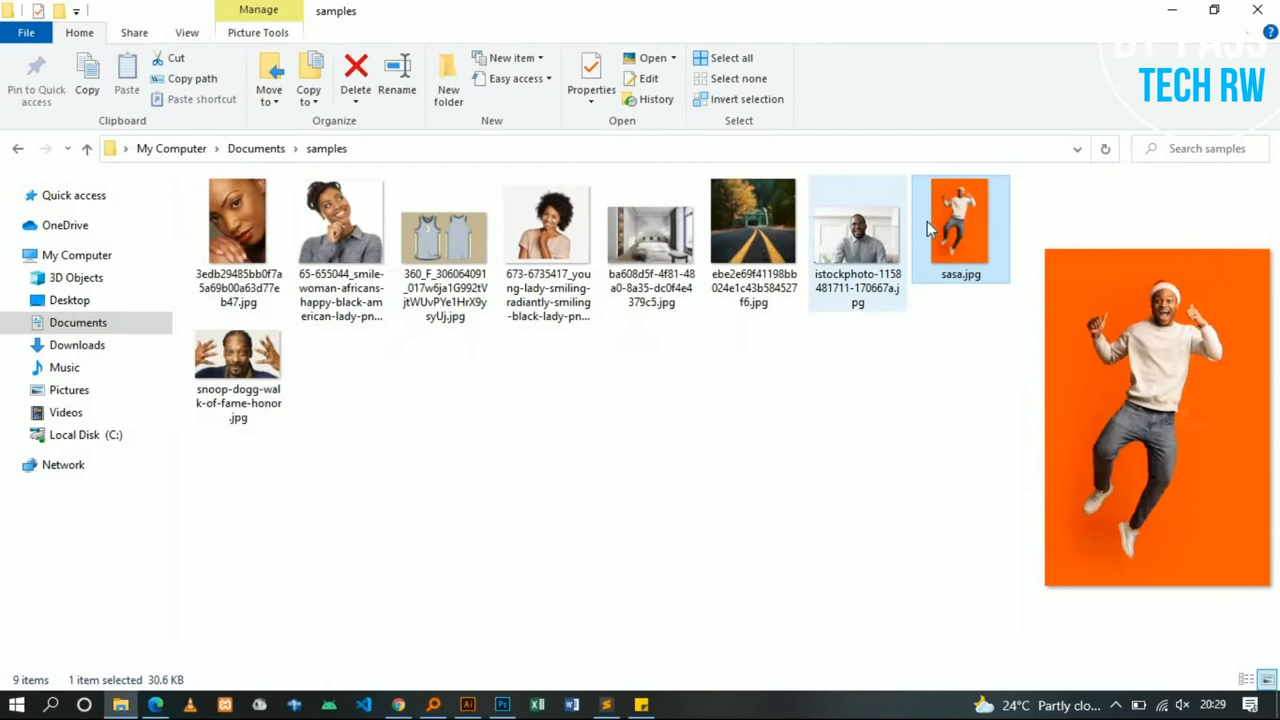 Manage
samples
File
Home
Share
View
Picture Tools
Pin to Quick
access
Copy
Paste
Cut
Copy path
Paste shortcut
Clipboard
Move
to
Copy
to
Delete
Rename
Organize
New
folder
New item
Easy access
New
Properties
Open
Edit
History
Open
Select all
Select none
Invert selection
Select
TECH RW
My Computer
Documents
samples
Search samples
Quick access
OneDrive
My Computer
3D Objects
Desktop
Documents
Downloads
Music
Pictures
Videos
Local Disk (C:)
Network
3edb29485bb0f7a
5a69b00a63d77e
b47.jpg
65-655044_smile-
woman-africans-
happy-black-am
erican-lady-pn...
360_F_306064091
_017w6ja1G9tV
jtWUvPYe1HrX9y
syUj.jpg
673-6735417_you
ng-lady-smiling-
radiantly-smiling
-black-lady-pn...
ba608d5f-4f81-48
a0-8a35-dc0f4e4
379c5.jpg
ebe2e69f41198bb
024e1c43b584527
f6.jpg
istockphoto-1158
481711-170667a.j
pg
sasa.jpg
snoop-dogg-wal
k-of-fame-honor
.jpg
9 items
1 item selected 30.6 KB
24°C Partly clo...
20:29